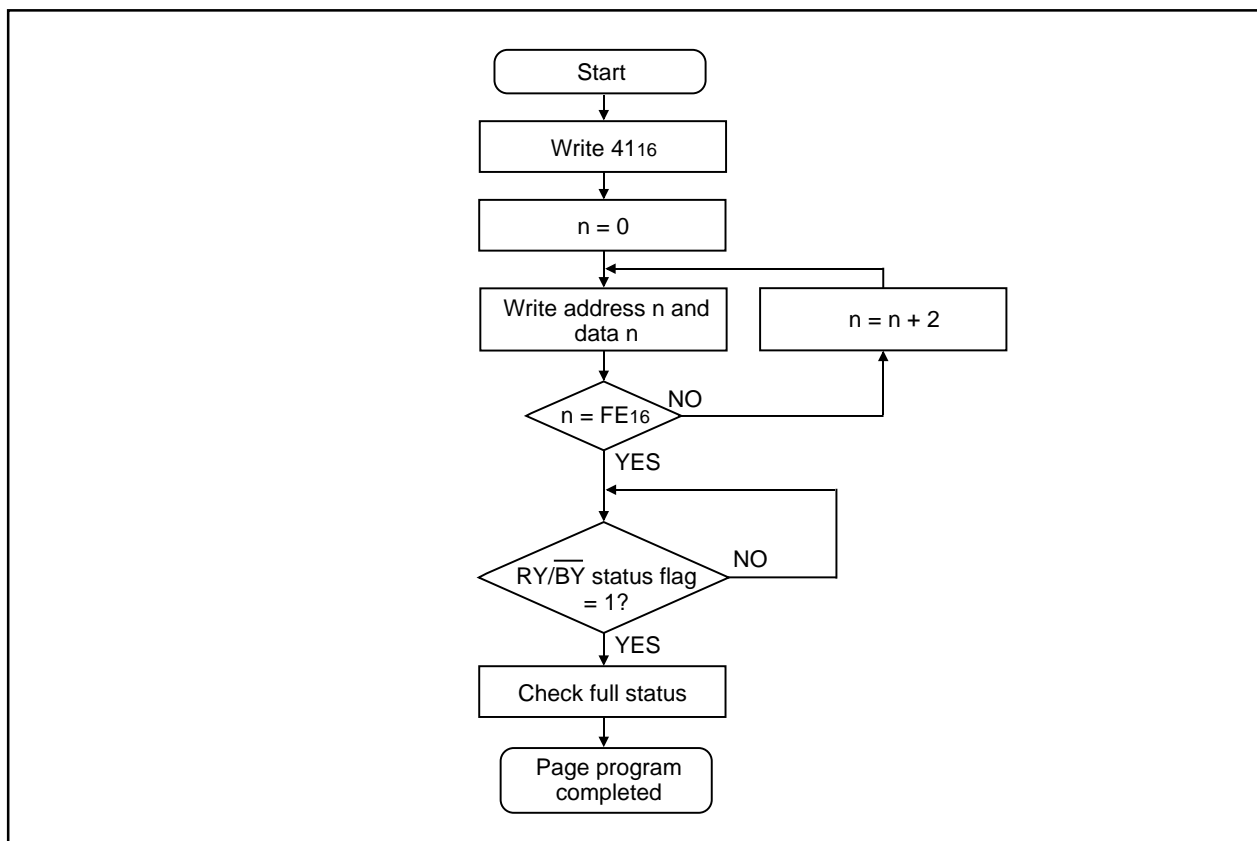 Start
Write 4116
n = 0
Write address n and
data n
n = n + 2
n = FE16
NO
YES
RY/B̅Y̅ status flag
= 1?
NO
YES
Check full status
Page program
completed